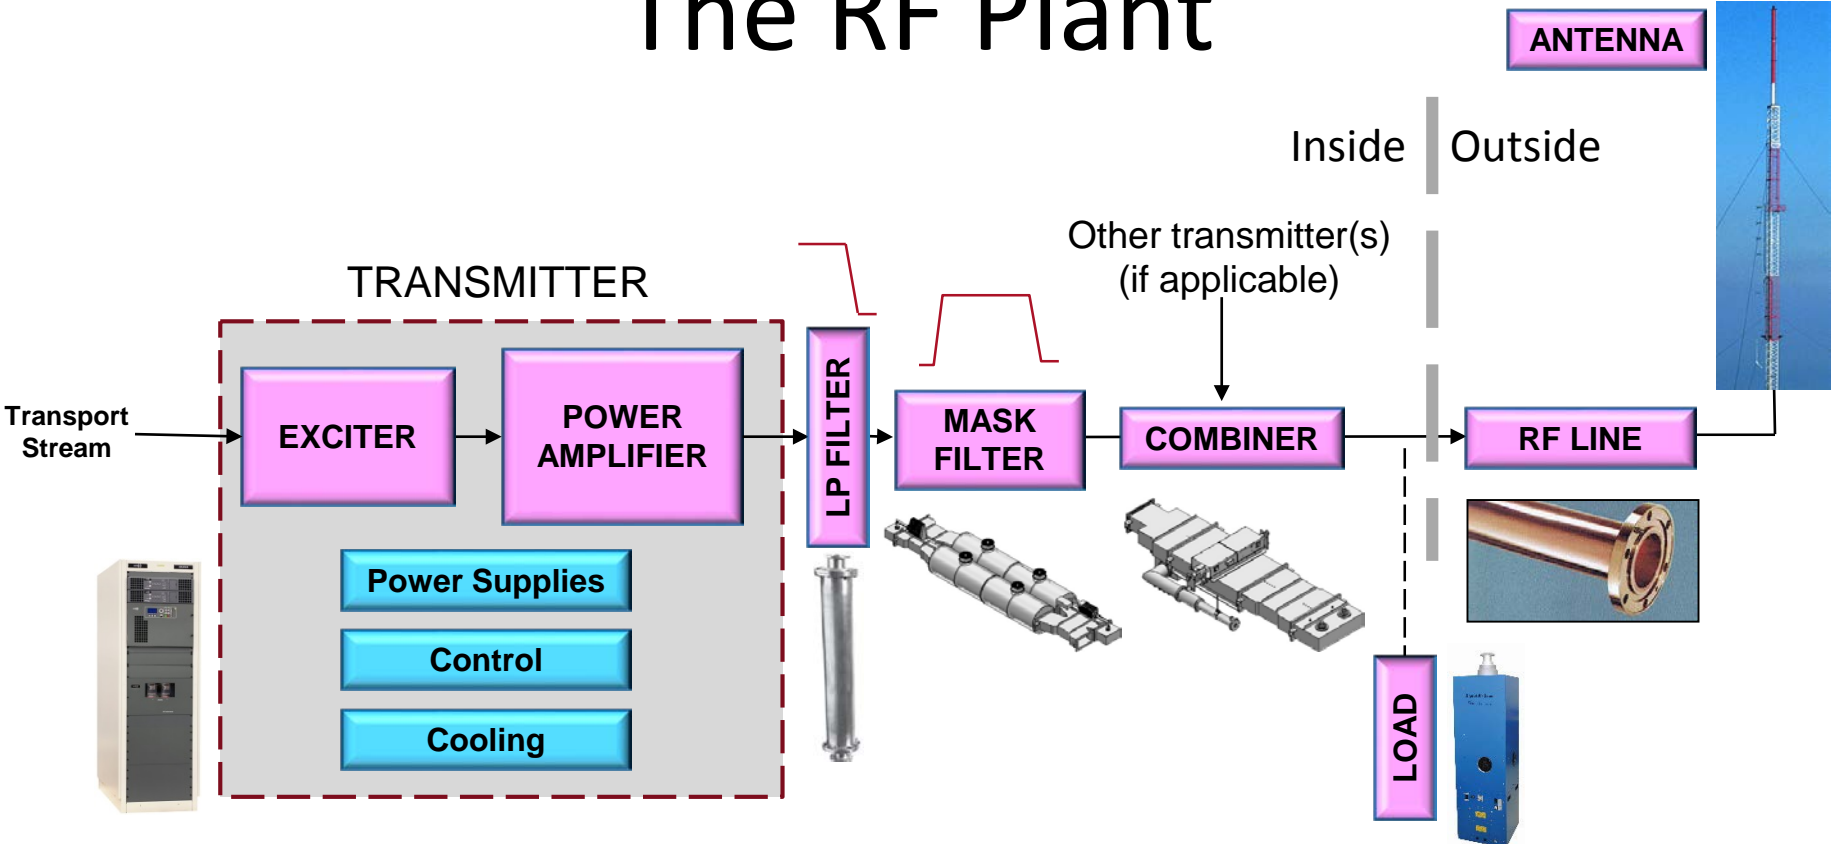 The RF Plant
ANTENNA
Inside
Outside
Other transmitter(s)
(if applicable)
TRANSMITTER
Transport
Stream
EXCITER
POWER
AMPLIFIER
LP FILTER
MASK
FILTER
COMBINER
RF LINE
Power Supplies
Control
Cooling
LOAD